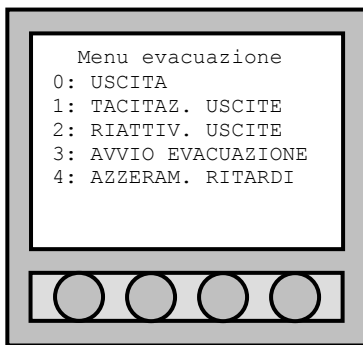 Menu evacuazione
0: USCITA
1: TACITAZ. USCITE
2: RIATTIV. USCITE
3: AVVIO EVACUAZIONE
4: AZZERAM. RITARDI